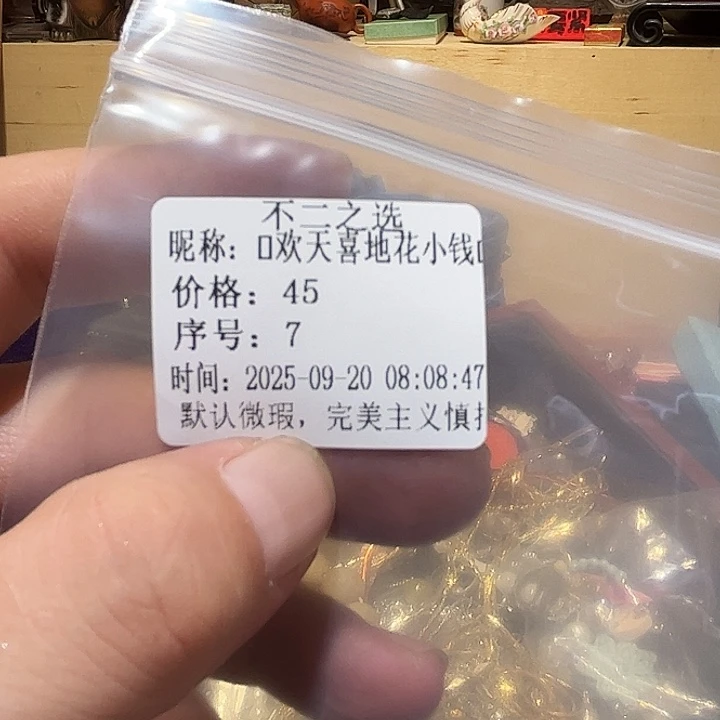 不二之选
昵称：▯欢天喜地花小钱▯
价格：45
序号：7
时间：2025-09-20 08:08:47
默认微瑕，完美主义慎